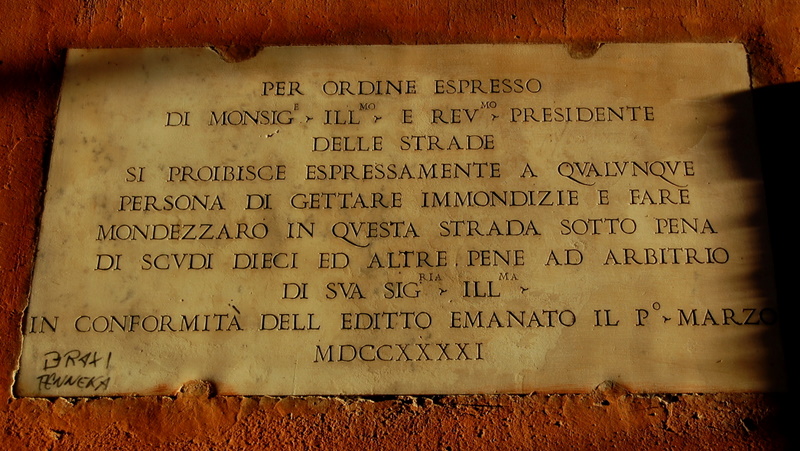 PER ORDINE ESPRESSO
DI MONSIG.E ILL.MO E REV.MO PRESIDENTE
DELLE STRADE
SI PROIBISCE ESPRESSAMENTE A QVALVNQVE
PERSONA DI GETTARE IMMONDIZIE E FARE
MONDEZZARO IN QVESTA STRADA SOTTO PENA
DI SCVDI DIECI ED ALTRE PENE AD ARBITRIO
DI SVA SIG.RIA ILL.MA
IN CONFORMITÀ DELL EDITTO EMANATO IL P.O MARZO
MDCCXXXXI